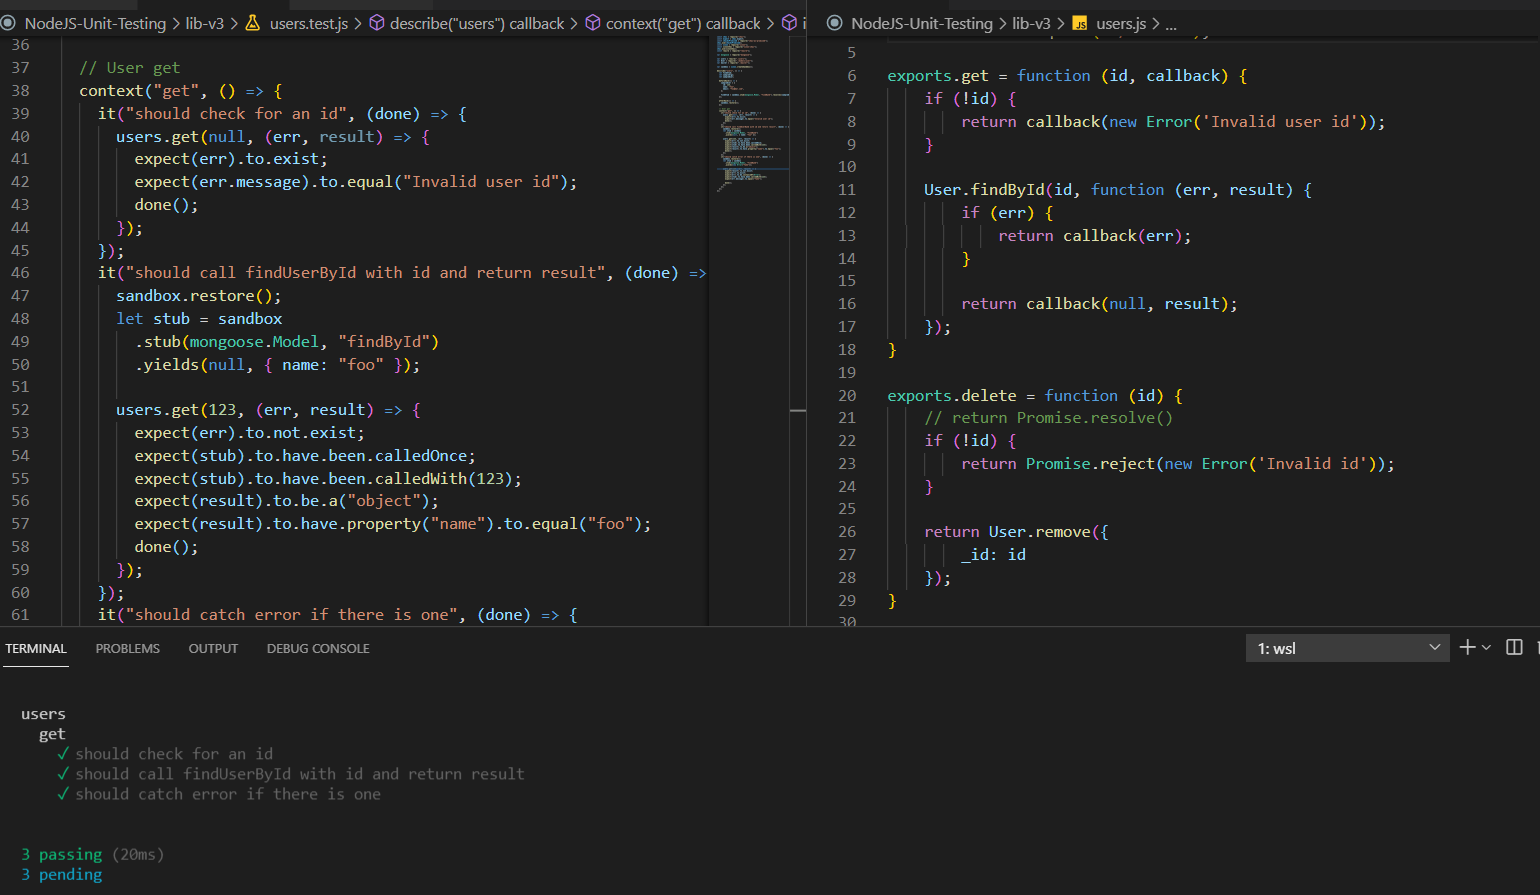 NodeJS-Unit-Testing > lib-v3 > users.test.js > describe("users") callback > context("get") callback >
36
37 // User get
38 context("get", () => {
39 it("should check for an id", (done) => {
40 users.get(null, (err, result) => {
41 expect(err).to.exist;
42 expect(err.message).to.equal("Invalid user id");
43 done();
44 });
45 });
46 it("should call findUserById with id and return result", (done) =>
47 sandbox.restore();
48 let stub = sandbox
49 .stub(mongoose.Model, "findById")
50 .yields(null, { name: "foo" });
51
52 users.get(123, (err, result) => {
53 expect(err).to.not.exist;
54 expect(stub).to.have.been.calledOnce;
55 expect(stub).to.have.been.calledWith(123);
56 expect(result).to.be.a("object");
57 expect(result).to.have.property("name").to.equal("foo");
58 done();
59 });
60 });
61 it("should catch error if there is one", (done) => {
NodeJS-Unit-Testing > lib-v3 > JS users.js > ...
5
6 exports.get = function (id, callback) {
7 if (!id) {
8 return callback(new Error('Invalid user id'));
9 }
10
11 User.findById(id, function (err, result) {
12 if (err) {
13 return callback(err);
14 }
15
16 return callback(null, result);
17 });
18 }
19
20 exports.delete = function (id) {
21 // return Promise.resolve()
22 if (!id) {
23 return Promise.reject(new Error('Invalid id'));
24 }
25
26 return User.remove({
27 _id: id
28 });
29 }
30
TERMINAL PROBLEMS OUTPUT DEBUG CONSOLE 1: wsl
users
get
✓ should check for an id
✓ should call findUserById with id and return result
✓ should catch error if there is one
3 passing (20ms)
3 pending